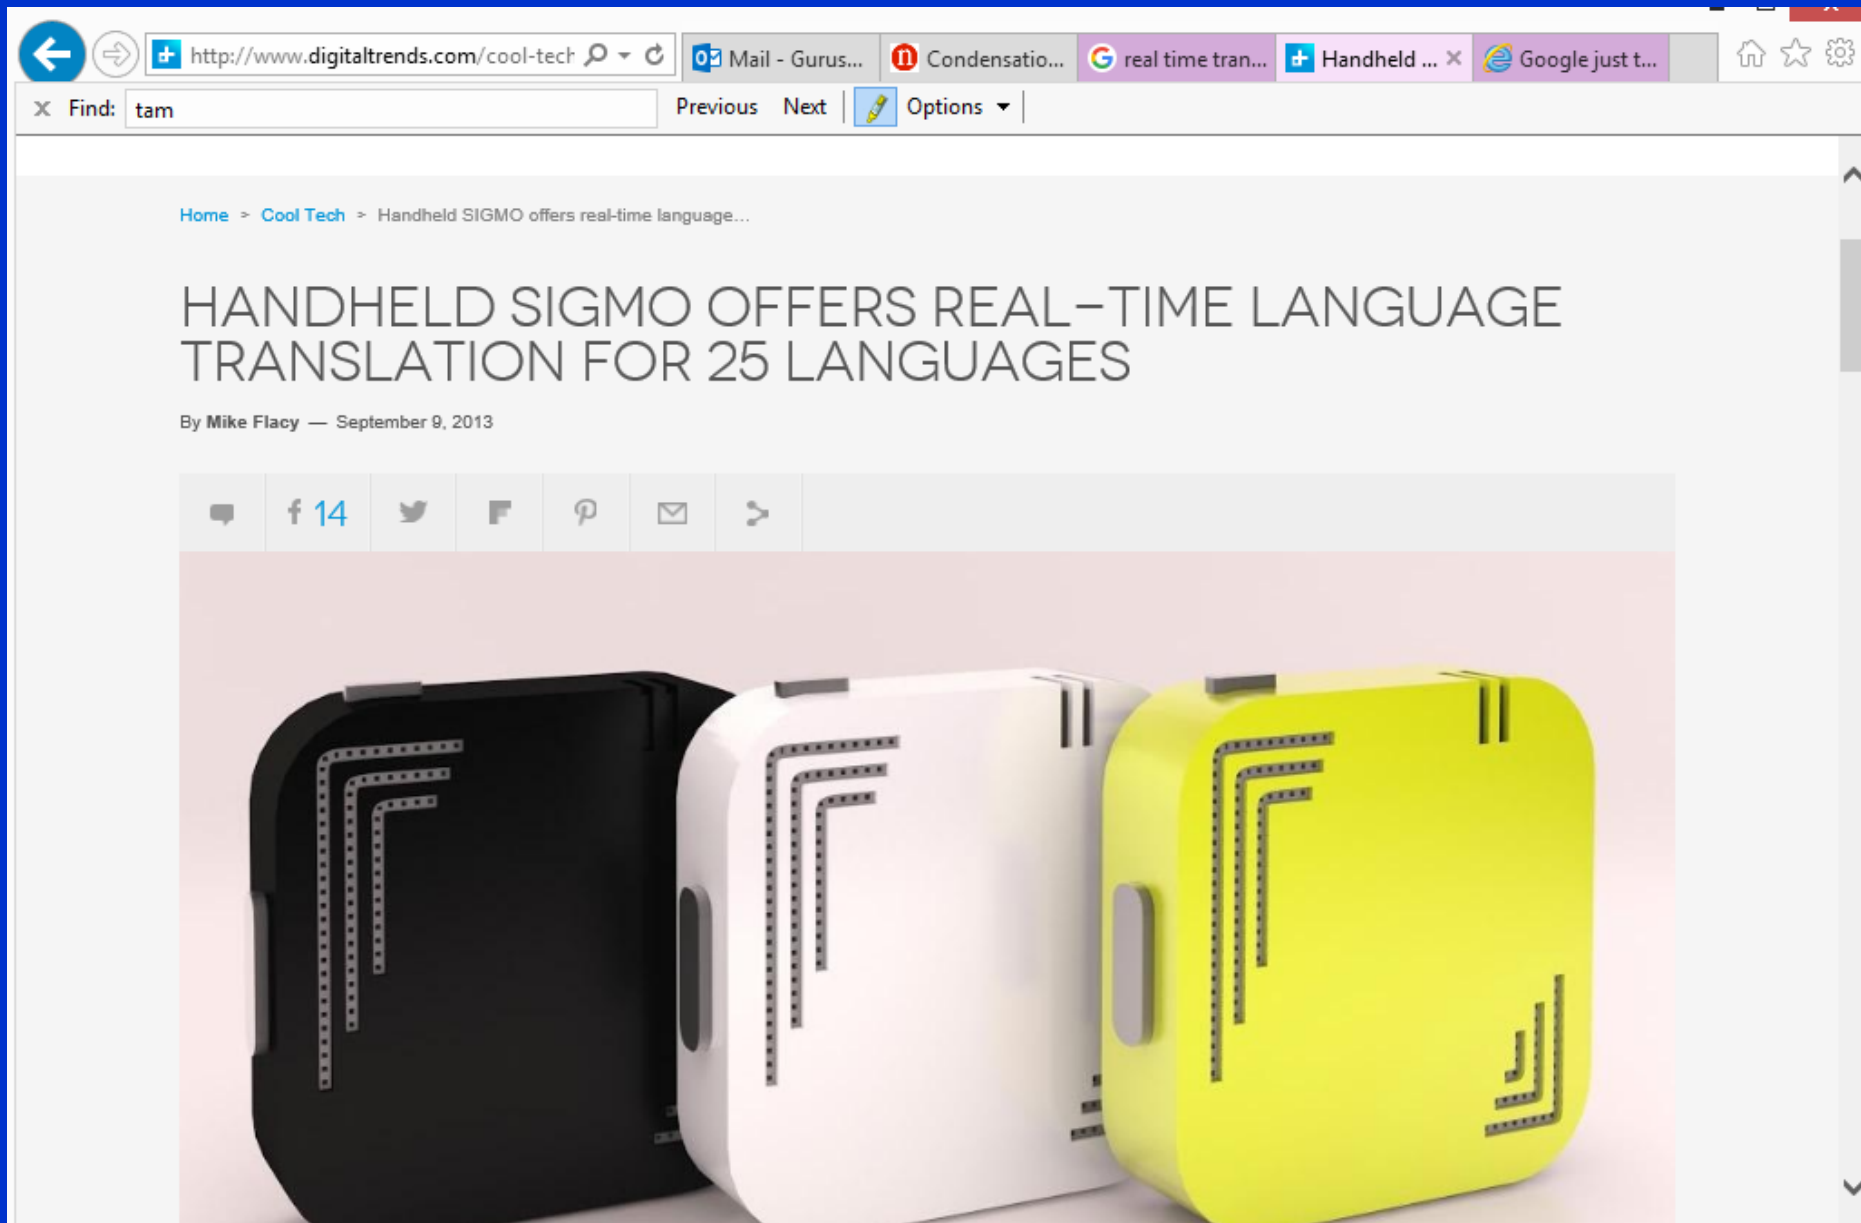 http://www.digitaltrends.com/cool-tech
Mail - Gurus...
Condensatio...
real time tran...
Handheld ...
Google just t...
Find: tam
Previous Next Options
Home > Cool Tech > Handheld SIGMO offers real-time language...
HANDHELD SIGMO OFFERS REAL-TIME LANGUAGE
TRANSLATION FOR 25 LANGUAGES
By Mike Flacy — September 9, 2013
14